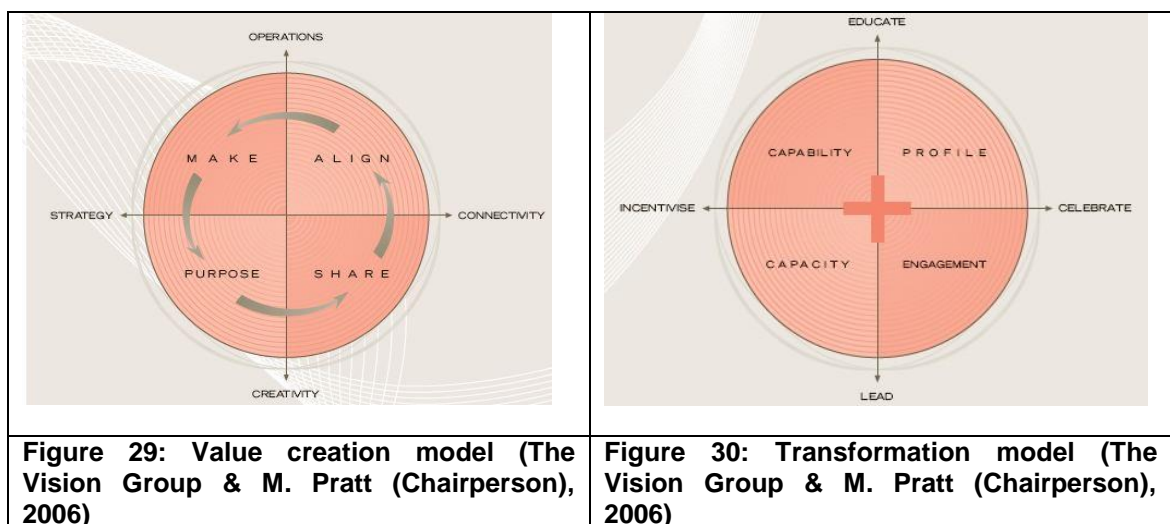 OPERATIONS
MAKE
ALIGN
STRATEGY
CONNECTIVITY
PURPOSE
SHARE
CREATIVITY
Figure 29: Value creation model (The
Vision Group & M. Pratt (Chairperson),
2006)
EDUCATE
CAPABILITY
PROFILE
INCENTIVISE
CELEBRATE
CAPACITY
ENGAGEMENT
LEAD
Figure 30: Transformation model (The
Vision Group & M. Pratt (Chairperson),
2006)